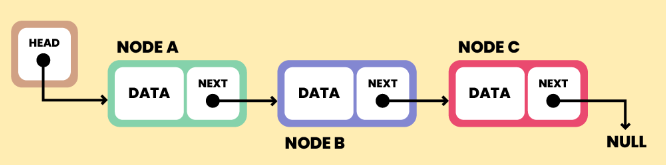 HEAD
NODE A
DATA
NEXT
DATA
NEXT
NODE B
NODE C
DATA
NEXT
NULL